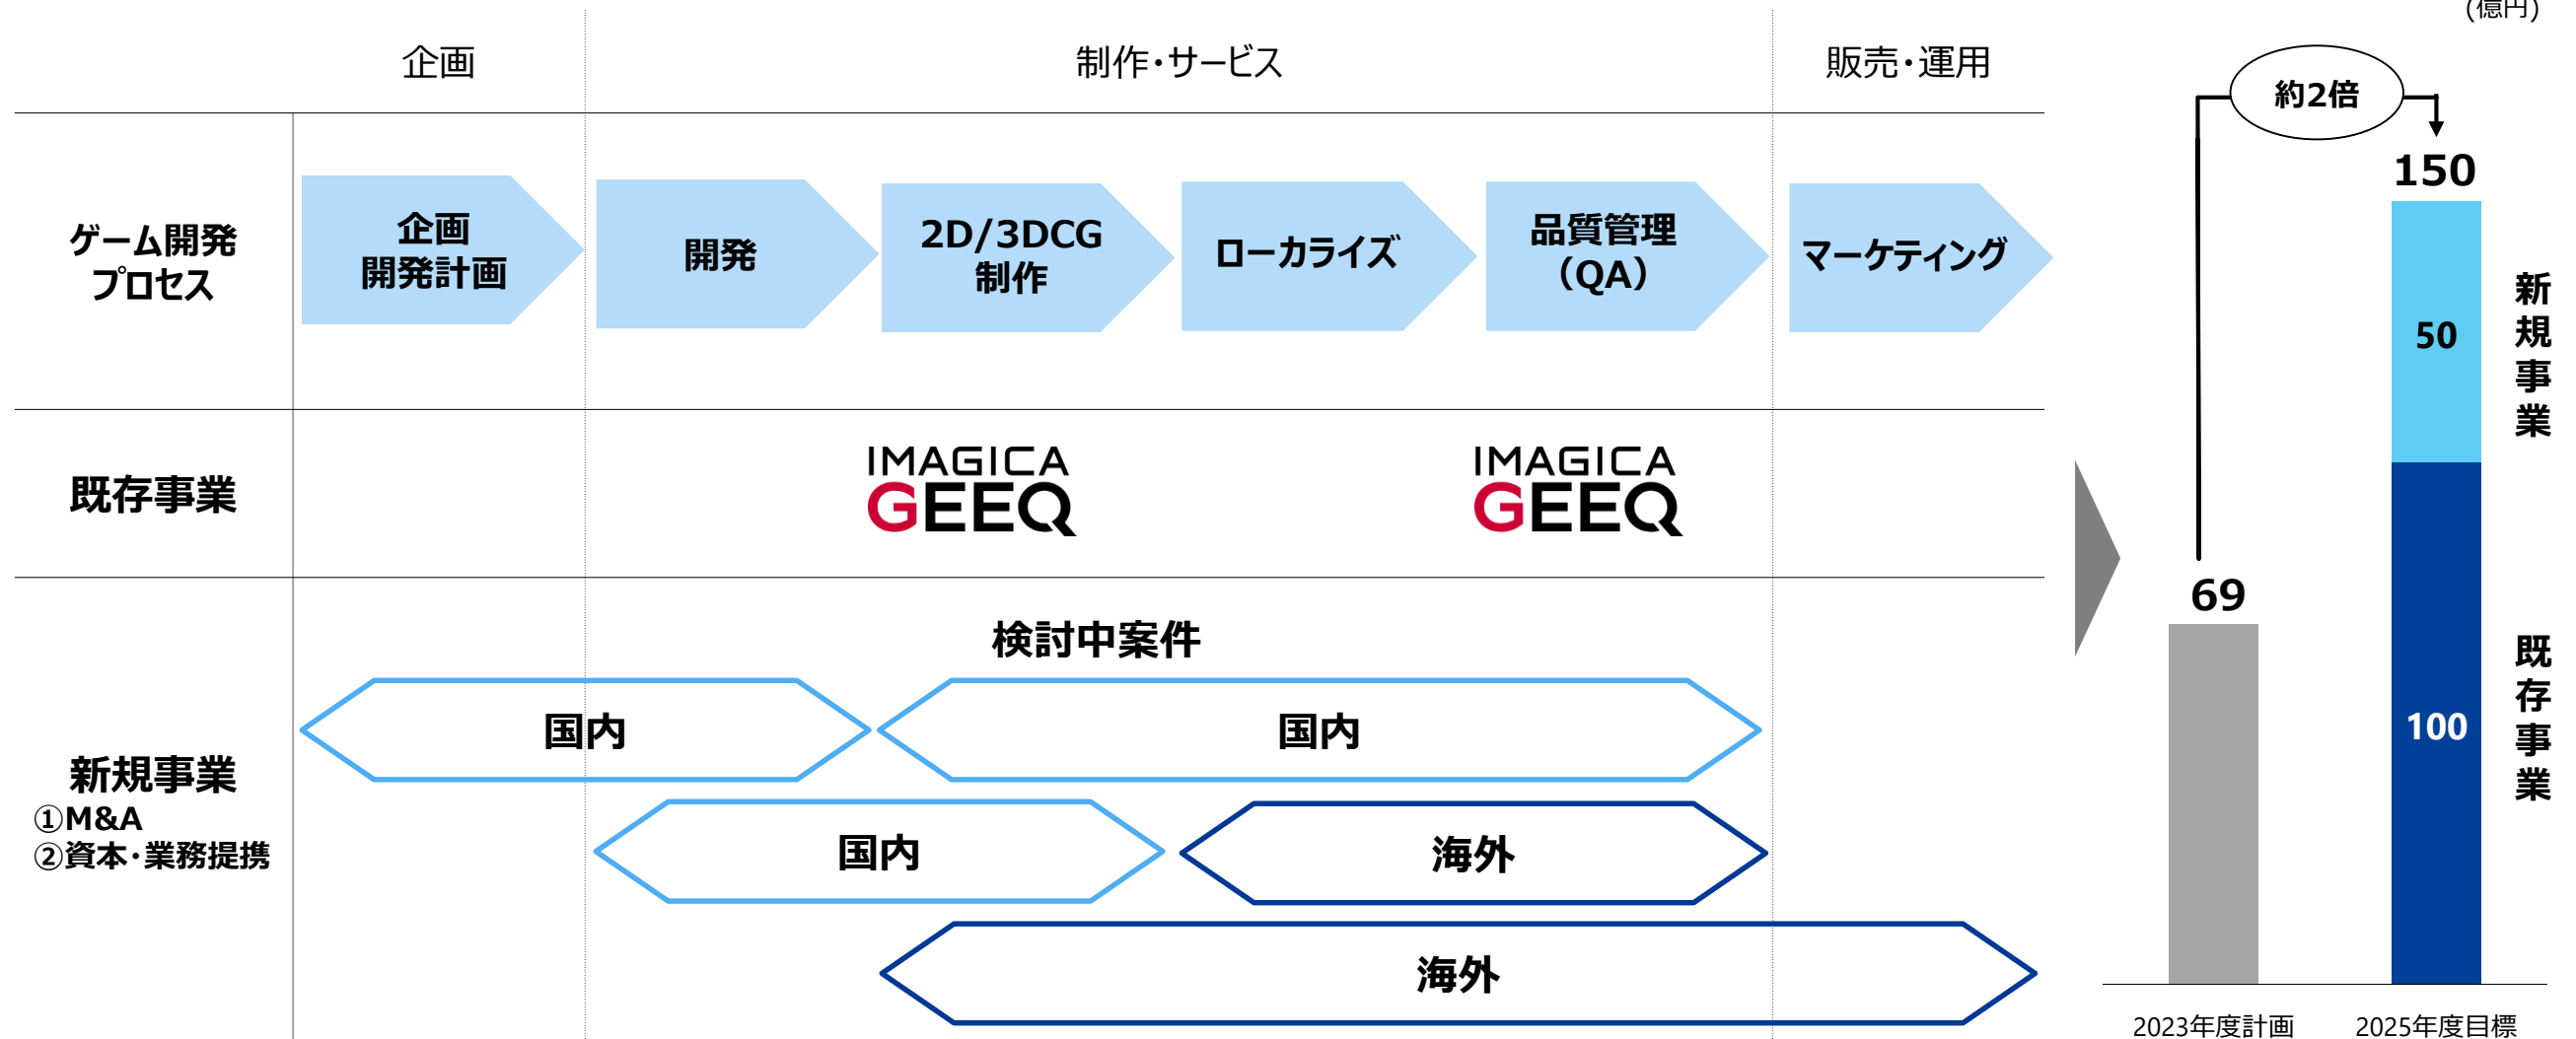 (億円)
企画
制作・サービス
販売・運用
約2倍
ゲーム開発
プロセス
企画
開発計画
開発
2D/3DCG
制作
ローカライズ
品質管理
（QA）
マーケティング
150
50
新規事業
既存事業
IMAGICA
GEEQ
IMAGICA
GEEQ
69
100
既存事業
新規事業
①M&A
②資本・業務提携
検討中案件
国内
国内
国内
海外
海外
2023年度計画
2025年度目標